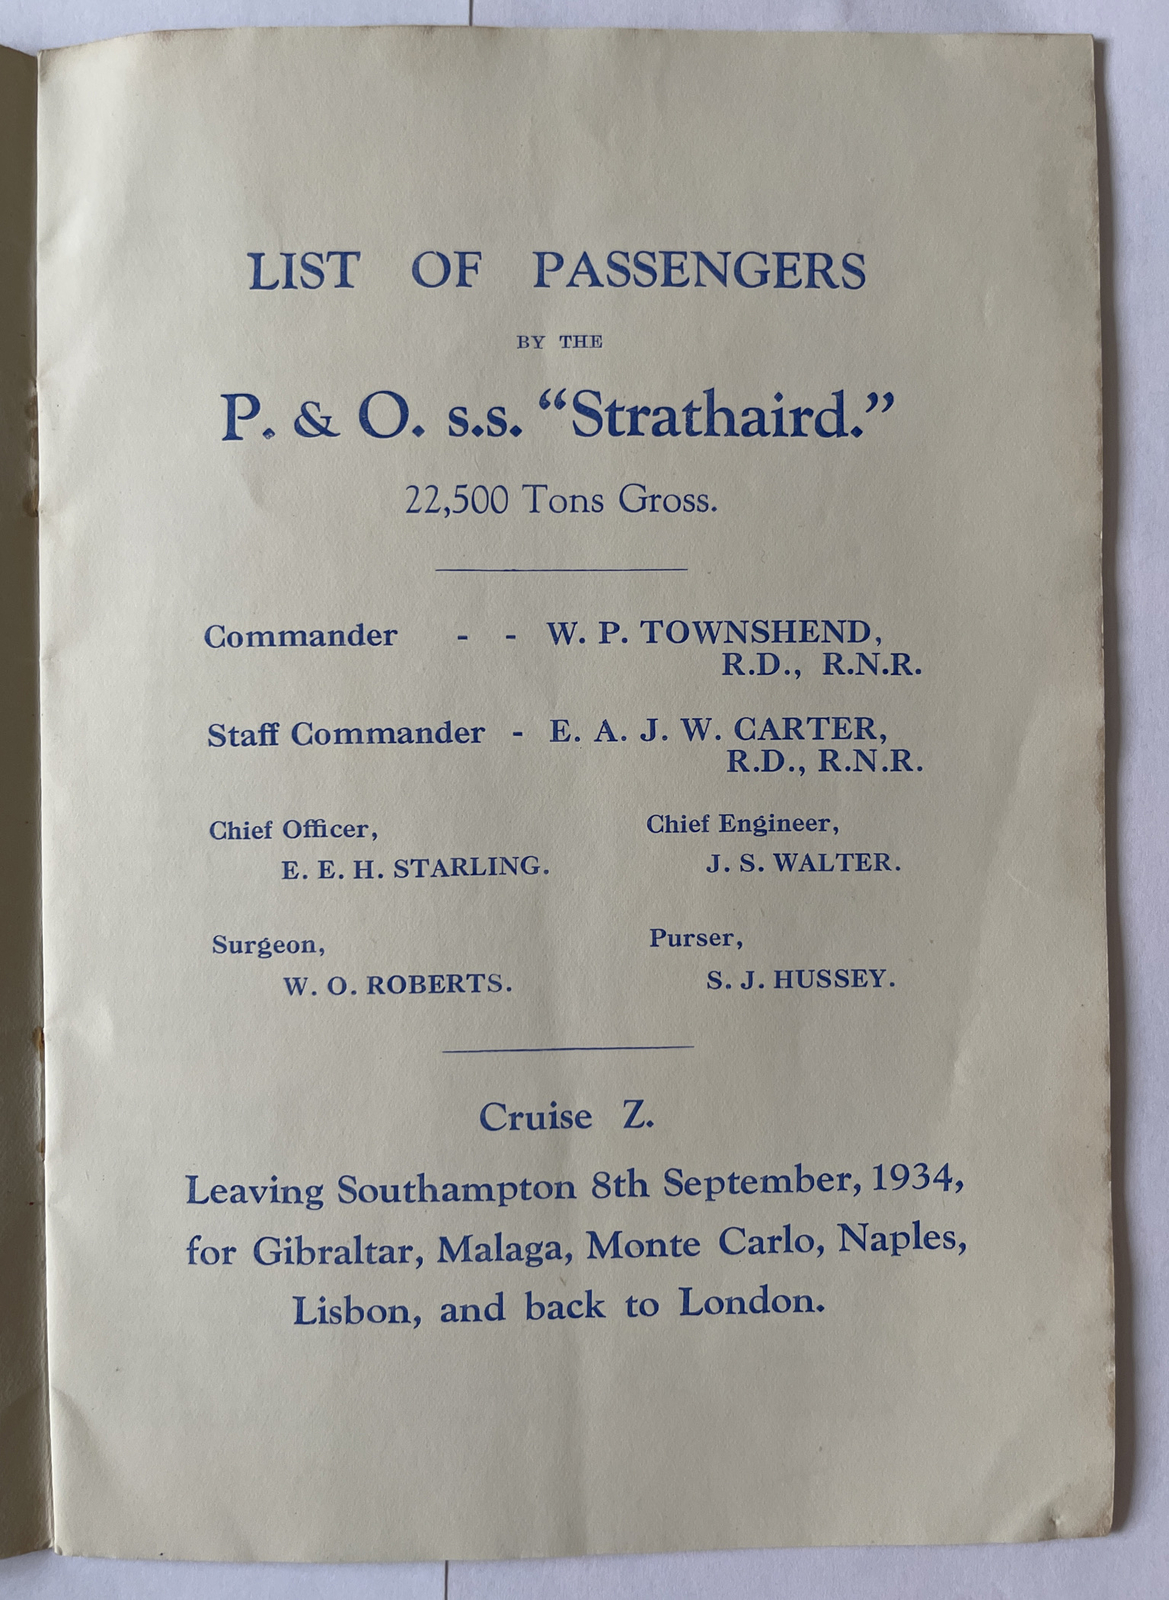 LIST OF PASSENGERS
BY THE
P. & O. s.s. “Strathaird.”
22,500 Tons Gross.
Commander - - W. P. TOWNSHEND,
R.D., R.N.R.
Staff Commander - E. A. J. W. CARTER,
R.D., R.N.R.
Chief Officer,
E. E. H. STARLING.
Chief Engineer,
J. S. WALTER.
Surgeon,
W. O. ROBERTS.
Purser,
S. J. HUSSEY.
Cruise Z.
Leaving Southampton 8th September, 1934,
for Gibraltar, Malaga, Monte Carlo, Naples,
Lisbon, and back to London.